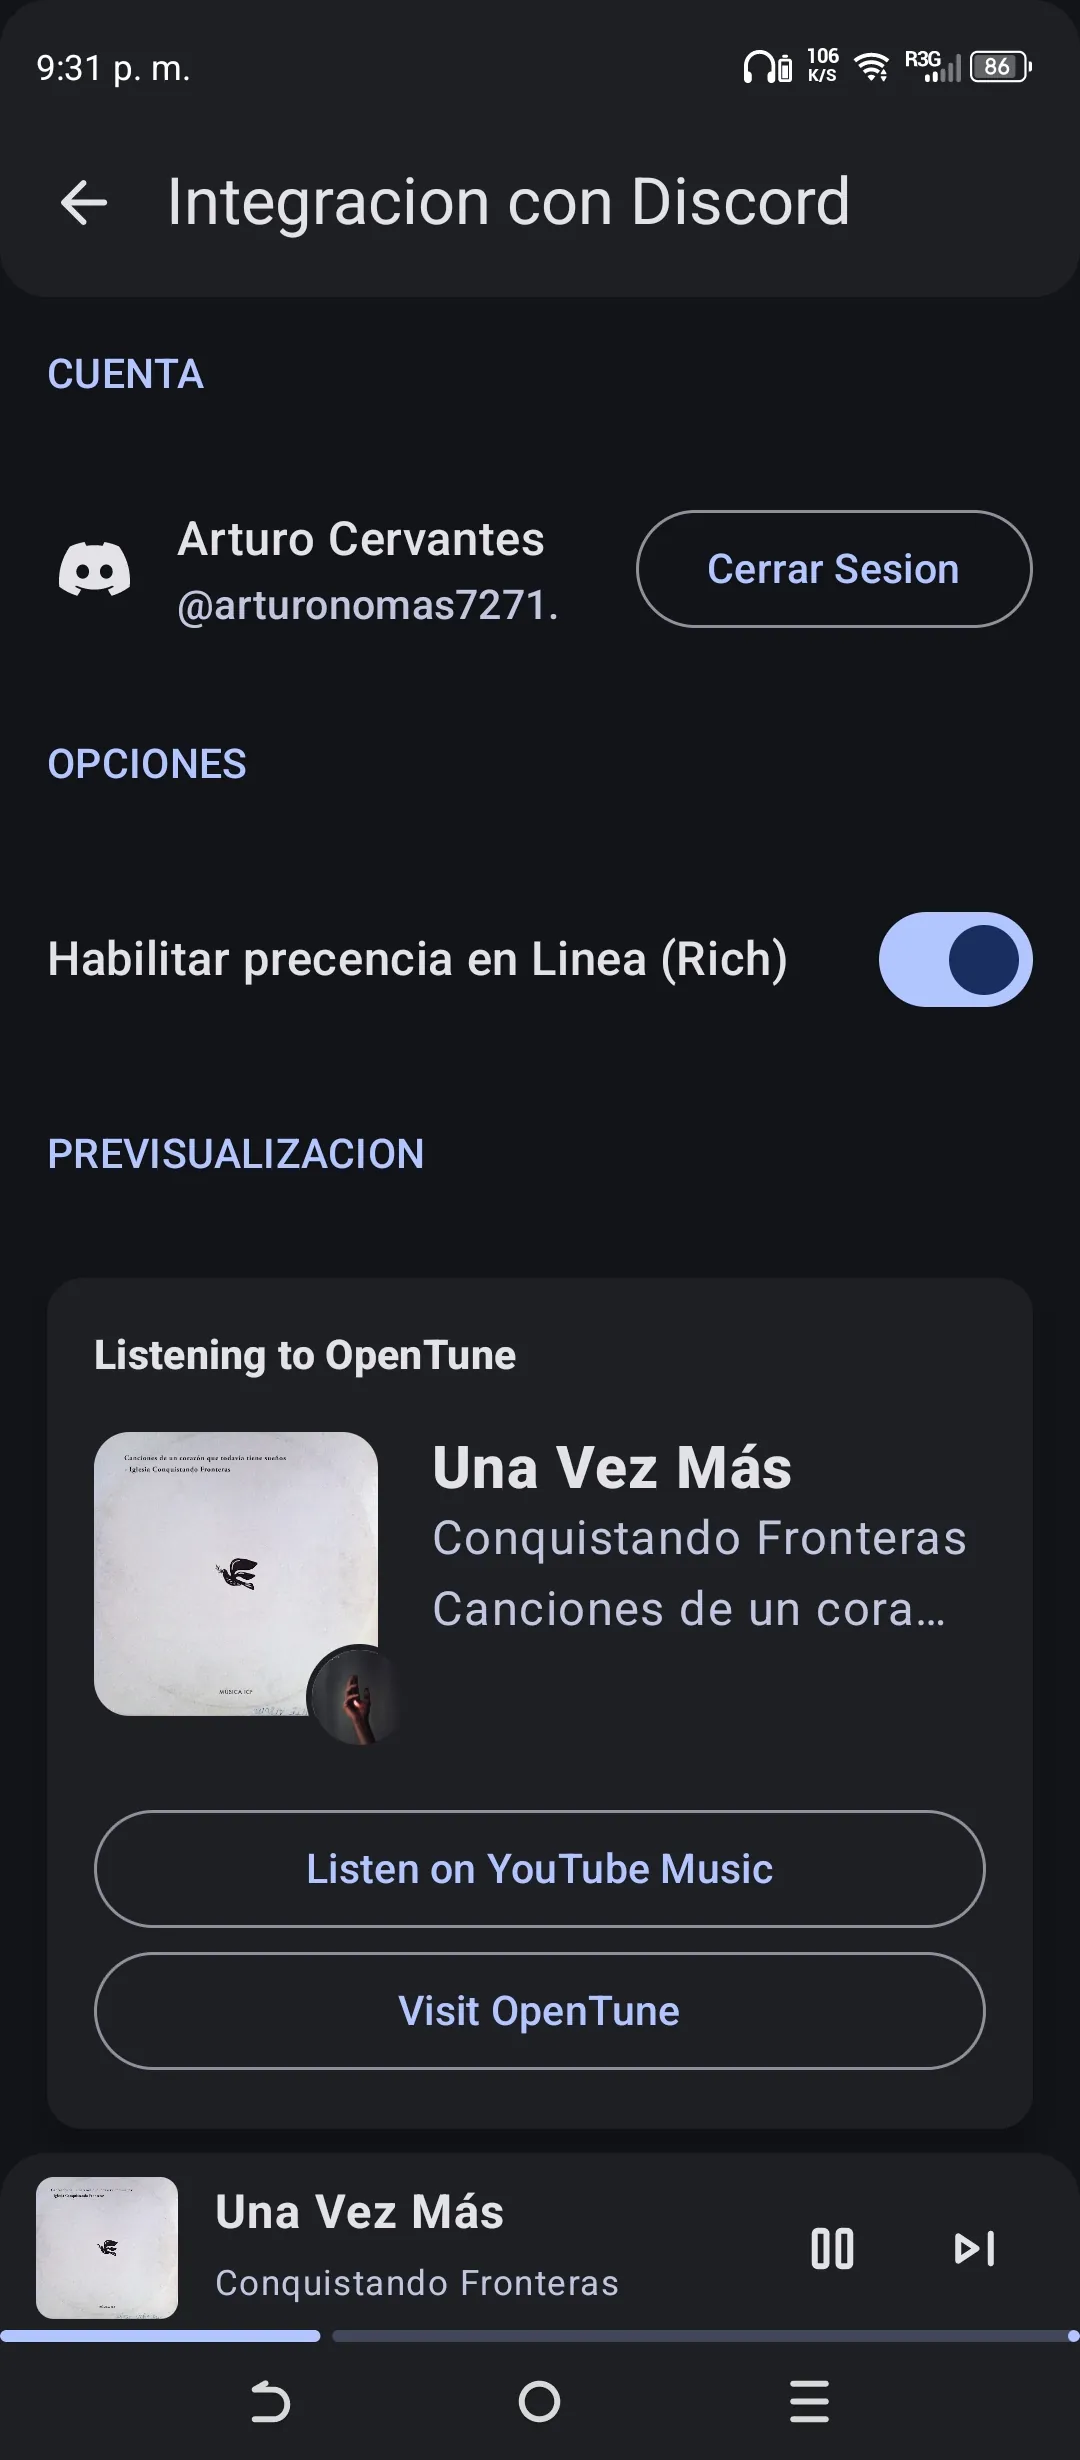 9:31 p. m.
106
K/S
R3G
86
Integracion con Discord
CUENTA
Arturo Cervantes
@arturonomas7271.
Cerrar Sesion
OPCIONES
Habilitar precencia en Linea (Rich)
PREVISUALIZACION
Listening to OpenTune
Canciones de un corazón que todavía tiene sueños
- Iglesia Conquistando Fronteras
MÚSICA ICF
Una Vez Más
Conquistando Fronteras
Canciones de un cora...
Listen on YouTube Music
Visit OpenTune
Una Vez Más
Conquistando Fronteras